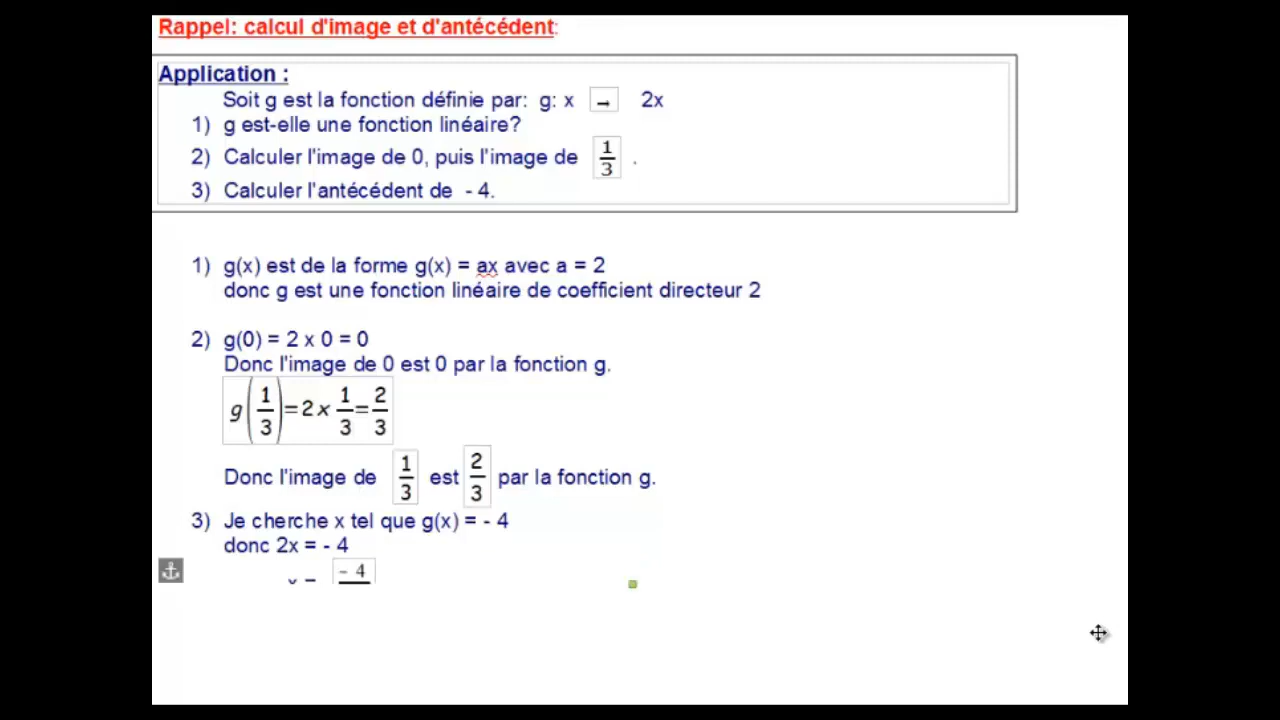 Rappel: calcul d'image et d'antécédent:
Application :
Soit g est la fonction définie par: g: x → 2x
1) g est-elle une fonction linéaire?
2) Calculer l'image de 0, puis l'image de 1/3 .
3) Calculer l'antécédent de - 4.
1) g(x) est de la forme g(x) = ax avec a = 2
donc g est une fonction linéaire de coefficient directeur 2
2) g(0) = 2 x 0 = 0
Donc l'image de 0 est 0 par la fonction g.
g(1/3)=2x 1/3=2/3
Donc l'image de 1/3 est 2/3 par la fonction g.
3) Je cherche x tel que g(x) = - 4
donc 2x = - 4
x = - 4